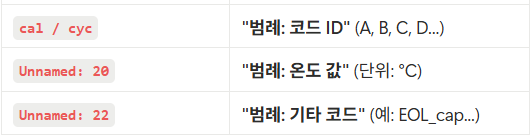 cal / cyc "범례: 코드 ID" (A, B, C, D...)
Unnamed: 20 "범례: 온도 값" (단위: °C)
Unnamed: 22 "범례: 기타 코드" (예: EOL_cap...)